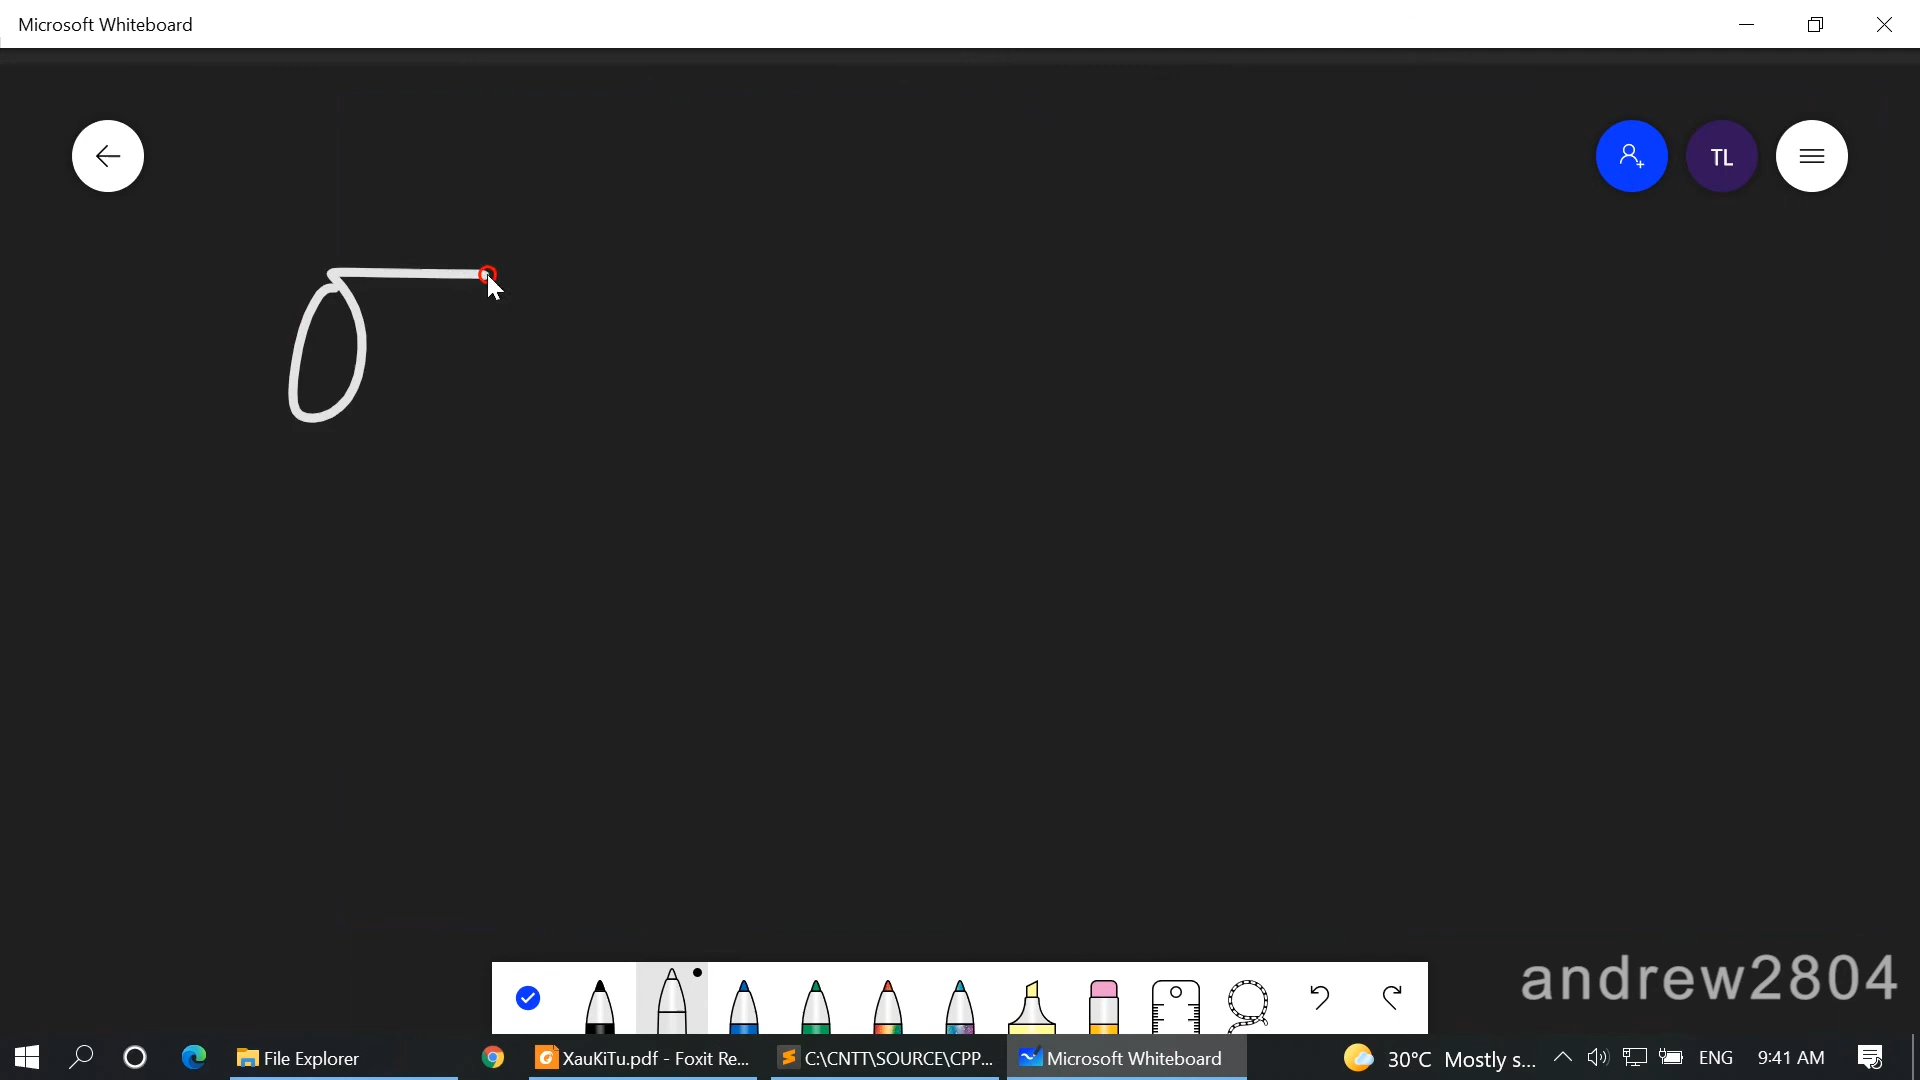 Microsoft Whiteboard
TL
andrew2804
File Explorer
XauKiTu.pdf - Foxit Re...
C:\CNTT\SOURCE\CPP...
Microsoft Whiteboard
30°C Mostly s...
ENG
9:41 AM